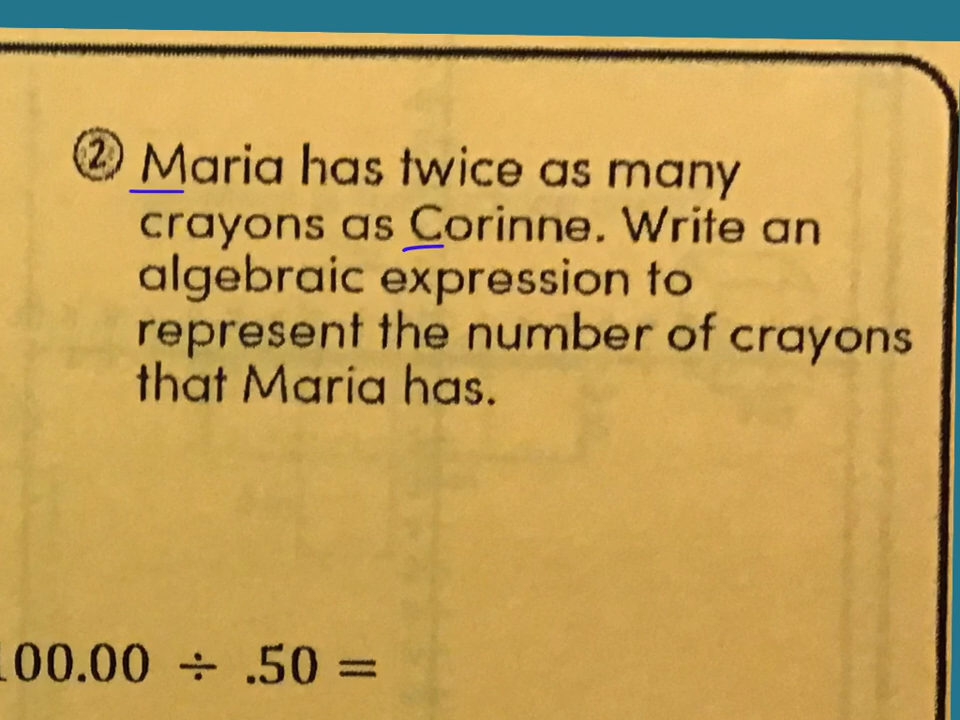 ② Maria has twice as many
crayons as Corinne. Write an
algebraic expression to
represent the number of crayons
that Maria has.
00.00 ÷ .50 =